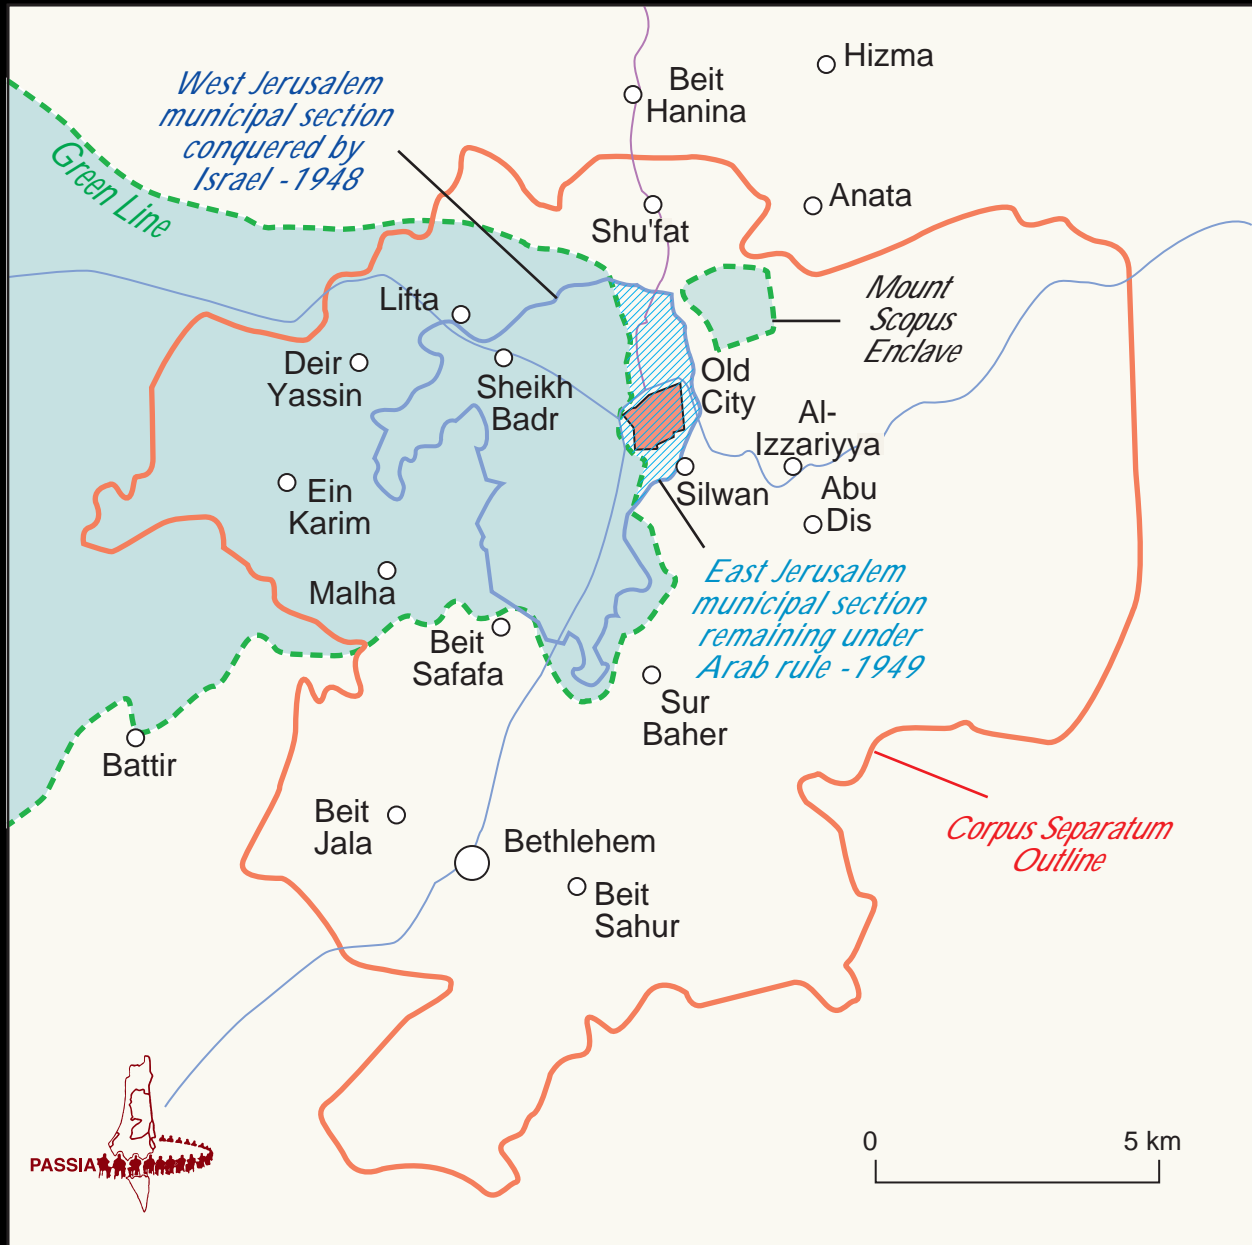 Hizma
Beit
Hanina
West Jerusalem
municipal section
conquered by
Israel -1948
Green Line
Anata
Shu'fat
Mount
Scopus
Enclave
Lifta
Deir
Yassin
Sheikh
Badr
Old
City
Al-
Izzariyya
Ein
Karim
Silwan
Abu
Dis
Malha
East Jerusalem
municipal section
remaining under
Arab rule -1949
Beit
Safafa
Sur
Baher
Battir
Beit
Jala
Bethlehem
Corpus Separatum
Outline
Beit
Sahur
0
5 km
PASSIA